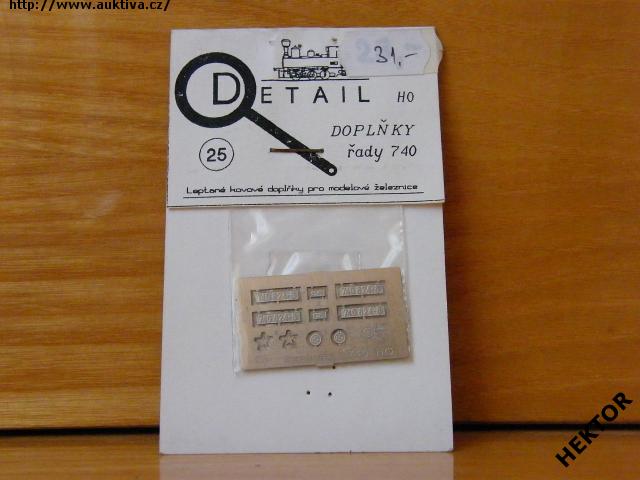 http://www.auktiva.cz/
31,-
DETAIL HO
DOPLŇKY
řady 740
25
Leptané kovové doplňky pro modelové železnice
HEKTOR